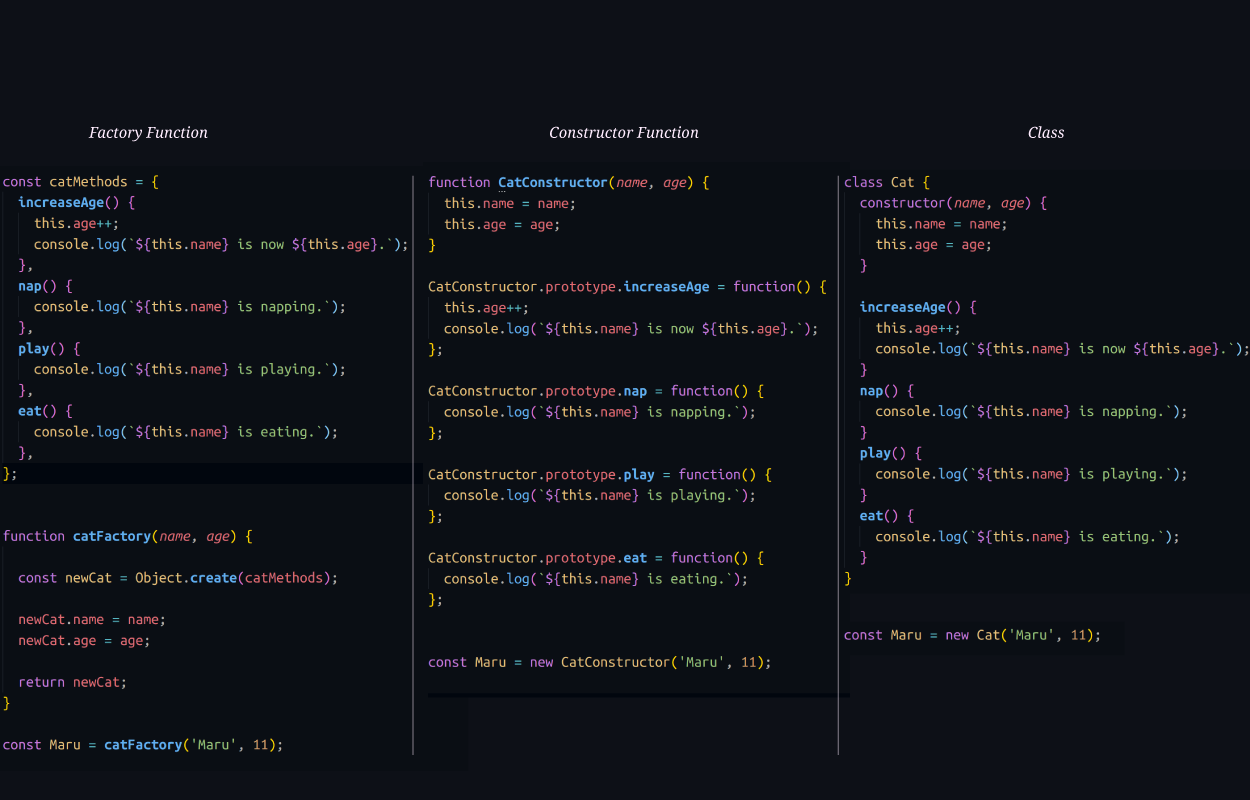 Factory Function
const catMethods = {
  increaseAge() {
    this.age++;
    console.log(`${this.name} is now ${this.age}.`);
  },
  nap() {
    console.log(`${this.name} is napping.`);
  },
  play() {
    console.log(`${this.name} is playing.`);
  },
  eat() {
    console.log(`${this.name} is eating.`);
  },
};
function catFactory(name, age) {
  const newCat = Object.create(catMethods);
  newCat.name = name;
  newCat.age = age;
  return newCat;
}
const Maru = catFactory('Maru', 11);
Constructor Function
function CatConstructor(name, age) {
  this.name = name;
  this.age = age;
}
CatConstructor.prototype.increaseAge = function() {
  this.age++;
  console.log(`${this.name} is now ${this.age}.`);
};
CatConstructor.prototype.nap = function() {
  console.log(`${this.name} is napping.`);
};
CatConstructor.prototype.play = function() {
  console.log(`${this.name} is playing.`);
};
CatConstructor.prototype.eat = function() {
  console.log(`${this.name} is eating.`);
};
const Maru = new CatConstructor('Maru', 11);
Class
class Cat {
  constructor(name, age) {
    this.name = name;
    this.age = age;
  }
  increaseAge() {
    this.age++;
    console.log(`${this.name} is now ${this.age}.`);
  }
  nap() {
    console.log(`${this.name} is napping.`);
  }
  play() {
    console.log(`${this.name} is playing.`);
  }
  eat() {
    console.log(`${this.name} is eating.`);
  }
}
const Maru = new Cat('Maru', 11);